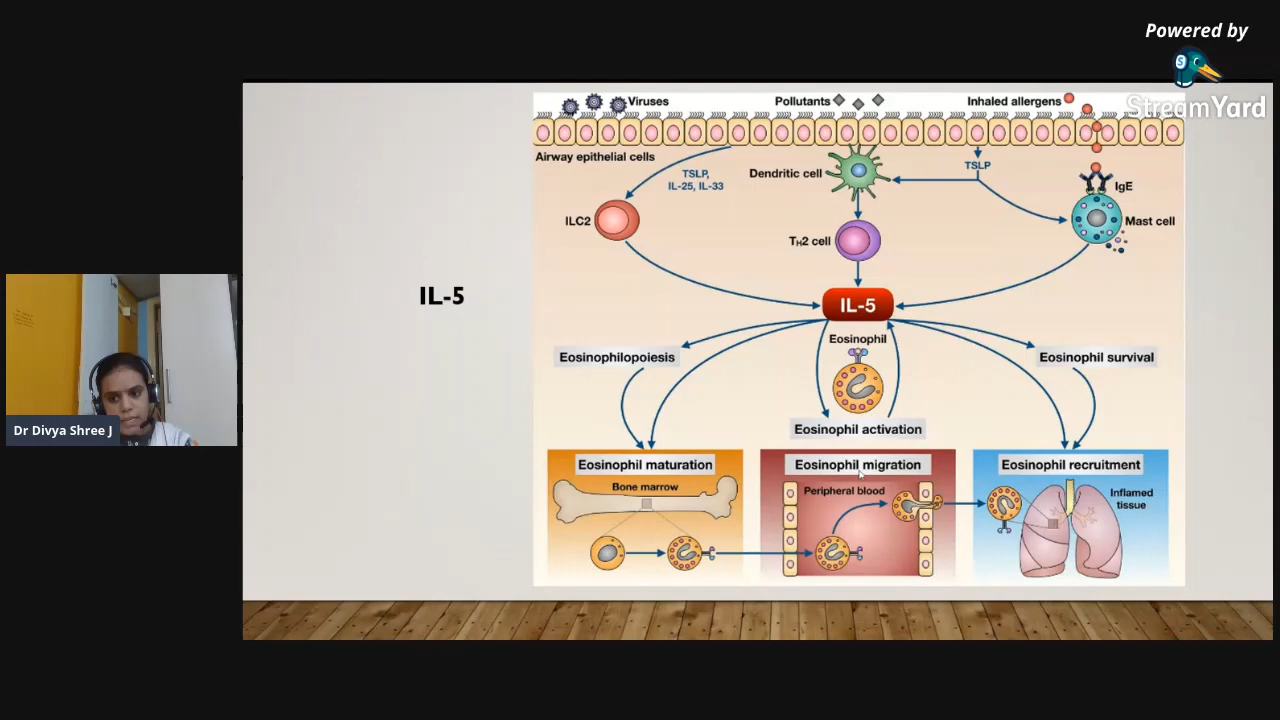 Powered by
StreamYard
Viruses
Pollutants
Inhaled allergens
Airway epithelial cells
TSLP,
IL-25, IL-33
Dendritic cell
TSLP
IgE
ILC2
Mast cell
TH2 cell
IL-5
IL-5
Eosinophil
Eosinophilopoiesis
Eosinophil survival
Eosinophil activation
Dr Divya Shree J
Eosinophil maturation
Eosinophil migration
Eosinophil recruitment
Bone marrow
Peripheral blood
Inflamed
tissue